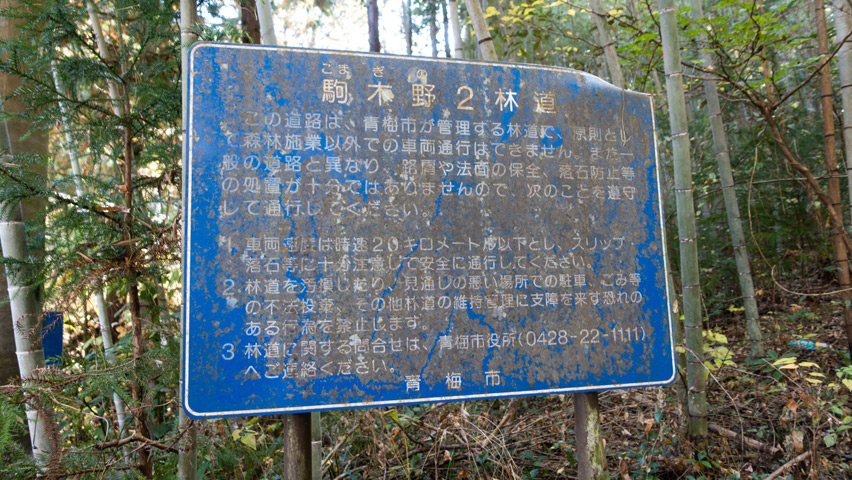 こまきの
駒木野2林道
この道路は、青梅市が管理する林道で、原則とし
て森林施業以外での車両通行はできません。また一
般の道路と異なり、路肩や法面の保全、落石防止等
の処置が十分ではありませんので、次のことを遵守
して通行してください。
1 車両速度は時速20キロメートル以下とし、スリップ、
落石等に十分注意して安全に通行してください。
2 林道を汚損し
たり、見通しの悪い場所での駐車、ごみ等
の不法投棄、その他林道の維持管理に支障を来す恐れの
ある行為を禁止します。
3 林道に関する問合せは、青梅市役所(0428-22-1111)
へご連絡ください。
青梅市